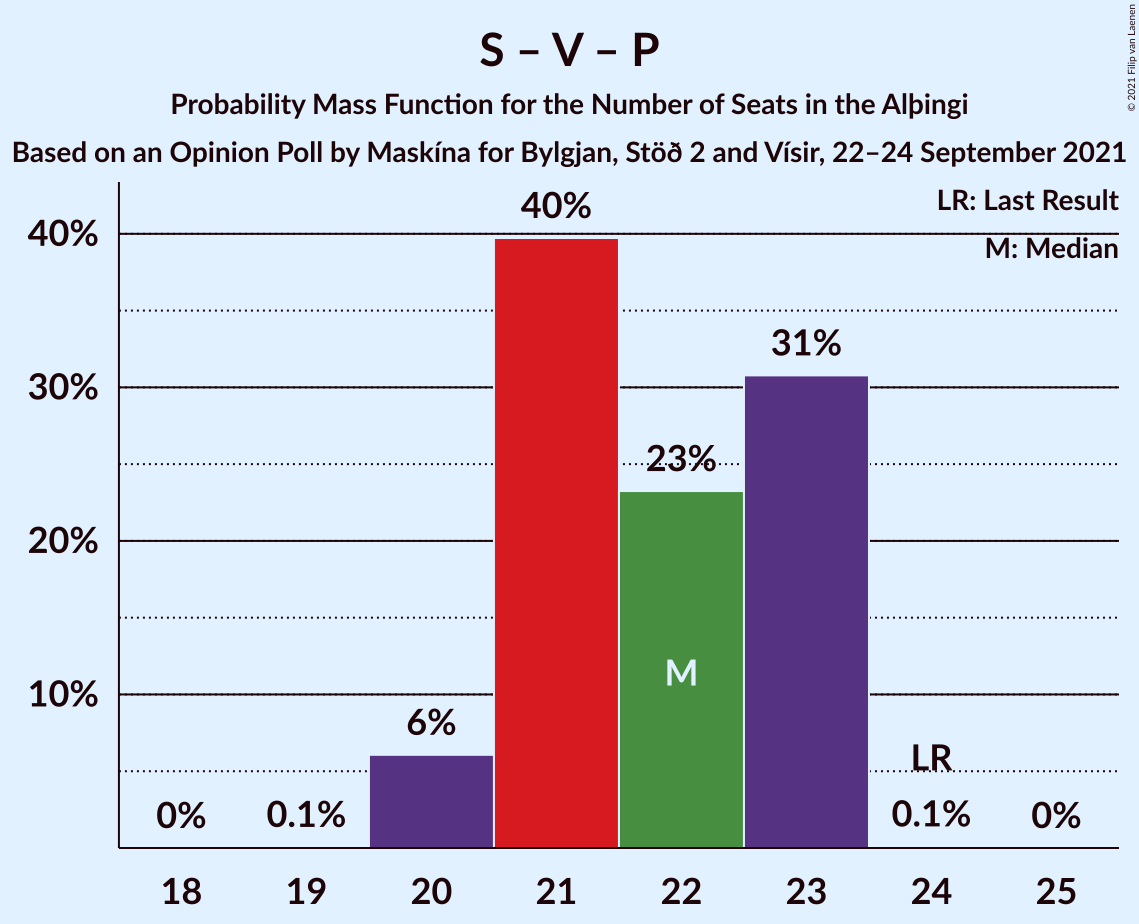 S – V – P
Probability Mass Function for the Number of Seats in the Alþingi
Based on an Opinion Poll by Maskína for Bylgjan, Stöð 2 and Vísir, 22–24 September 2021
© 2021 Filip van Laenen
LR: Last Result
M: Median
40%
30%
20%
10%
0%
0.1%
6%
40%
23%
31%
LR
0.1%
0%
M
18 19 20 21 22 23 24 25